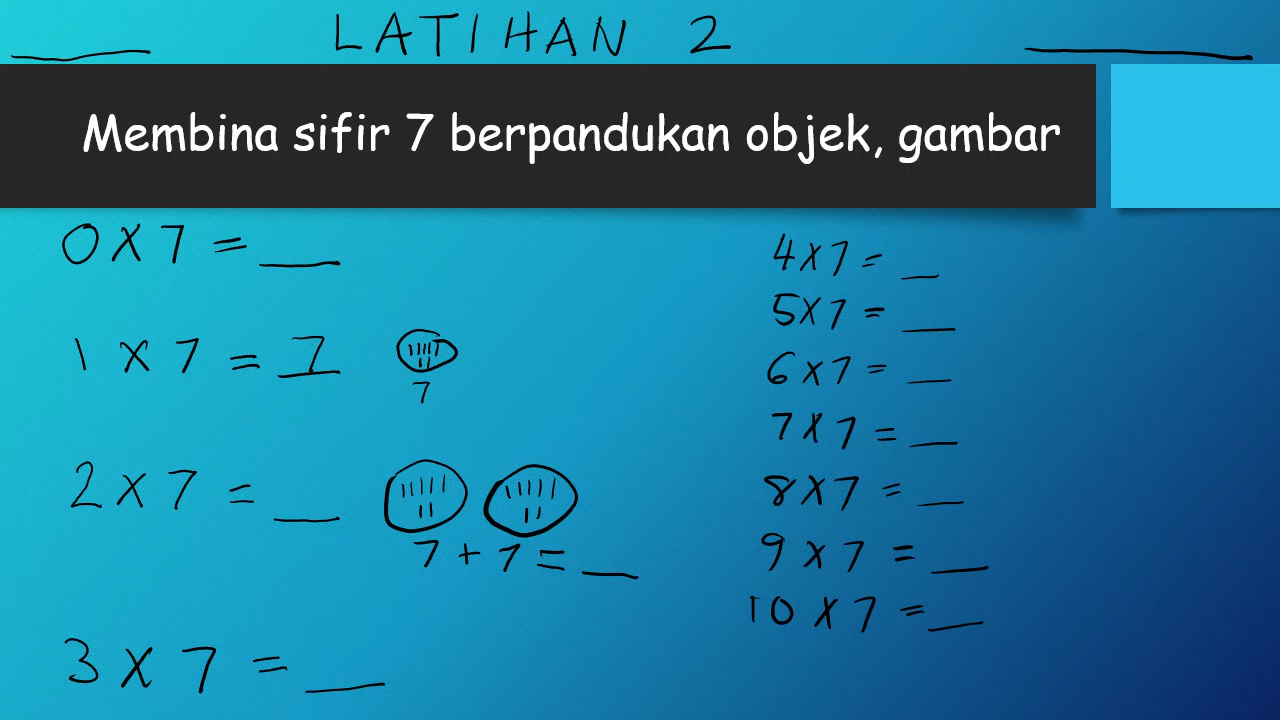 LATIHAN 2
Membina sifir 7 berpandukan objek, gambar
0 X 7 = __
1 X 7 = 7
7
2 X 7 = __
7 + 7 = __
3 X 7 = __
4 X 7 = __
5 X 7 = __
6 X 7 = __
7 X 7 = __
8 X 7 = __
9 X 7 = __
10 X 7 = __